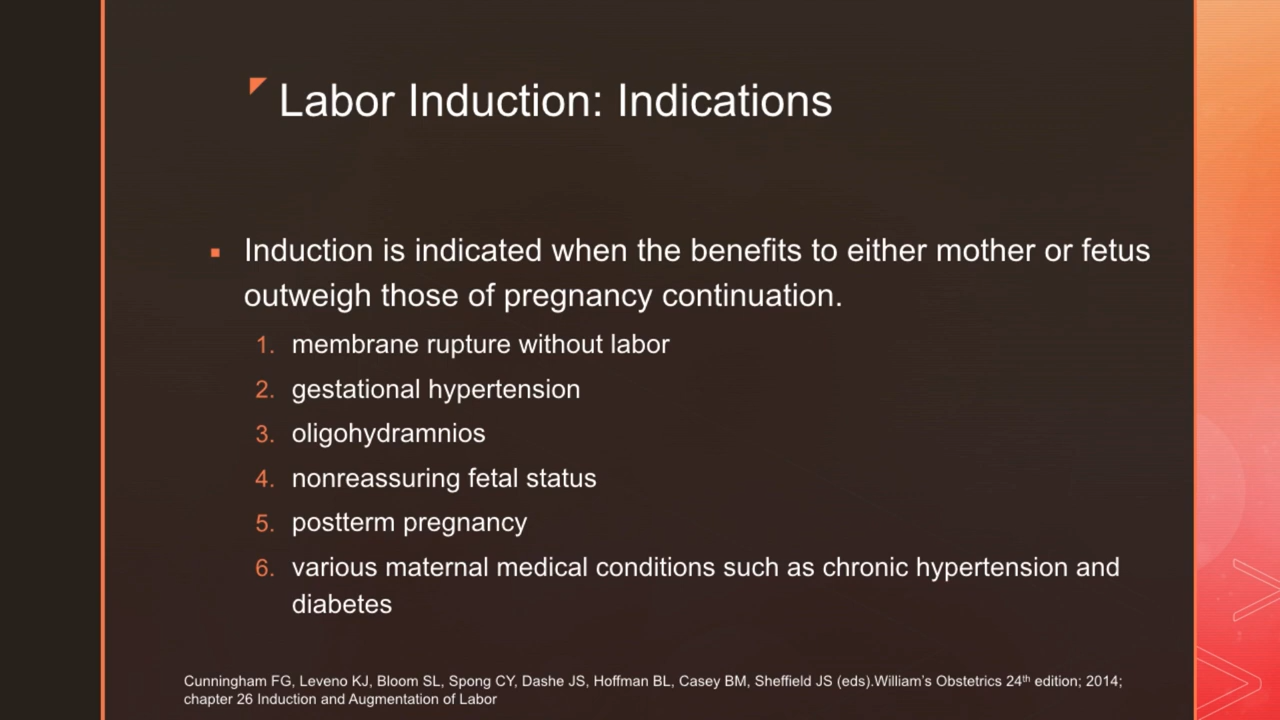 Labor Induction: Indications
▪ Induction is indicated when the benefits to either mother or fetus
outweigh those of pregnancy continuation.
1. membrane rupture without labor
2. gestational hypertension
3. oligohydramnios
4. nonreassuring fetal status
5. postterm pregnancy
6. various maternal medical conditions such as chronic hypertension and
diabetes
Cunningham FG, Leveno KJ, Bloom SL, Spong CY, Dashe JS, Hoffman BL, Casey BM, Sheffield JS (eds).William’s Obstetrics 24th edition; 2014;
chapter 26 Induction and Augmentation of Labor